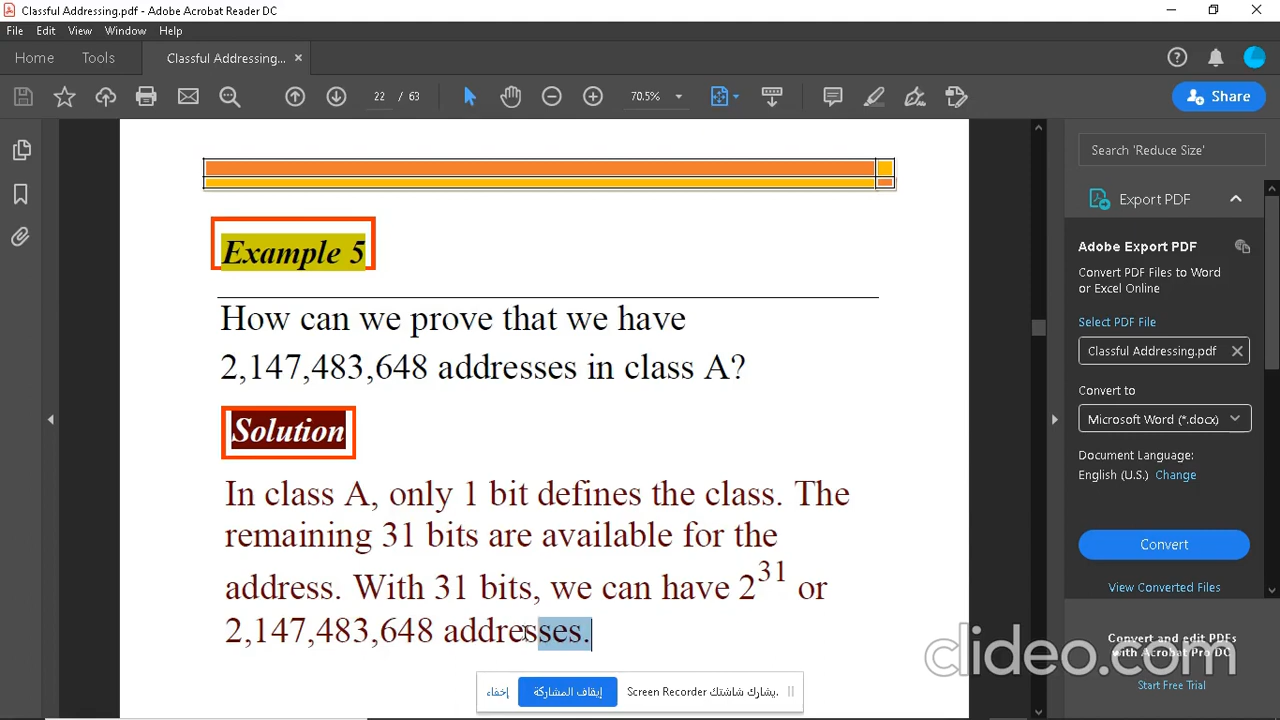 Classful Addressing.pdf - Adobe Acrobat Reader DC
File Edit View Window Help
Home Tools Classful Addressing... ×
22 / 63 70.5% Share
Search 'Reduce Size'
Export PDF
Adobe Export PDF
Convert PDF Files to Word
or Excel Online
Select PDF File
Classful Addressing.pdf
Convert to
Microsoft Word (*.docx)
Document Language:
English (U.S.) Change
Convert
View Converted Files
Convert and edit PDFs
with Acrobat Pro DC
Start Free Trial
Example 5
How can we prove that we have
2,147,483,648 addresses in class A?
Solution
In class A, only 1 bit defines the class. The
remaining 31 bits are available for the
address. With 31 bits, we can have 2³¹ or
2,147,483,648 addresses.
clideo.com
يشارك شاشتك Screen Recorder. إيقاف المشاركة إخفاء